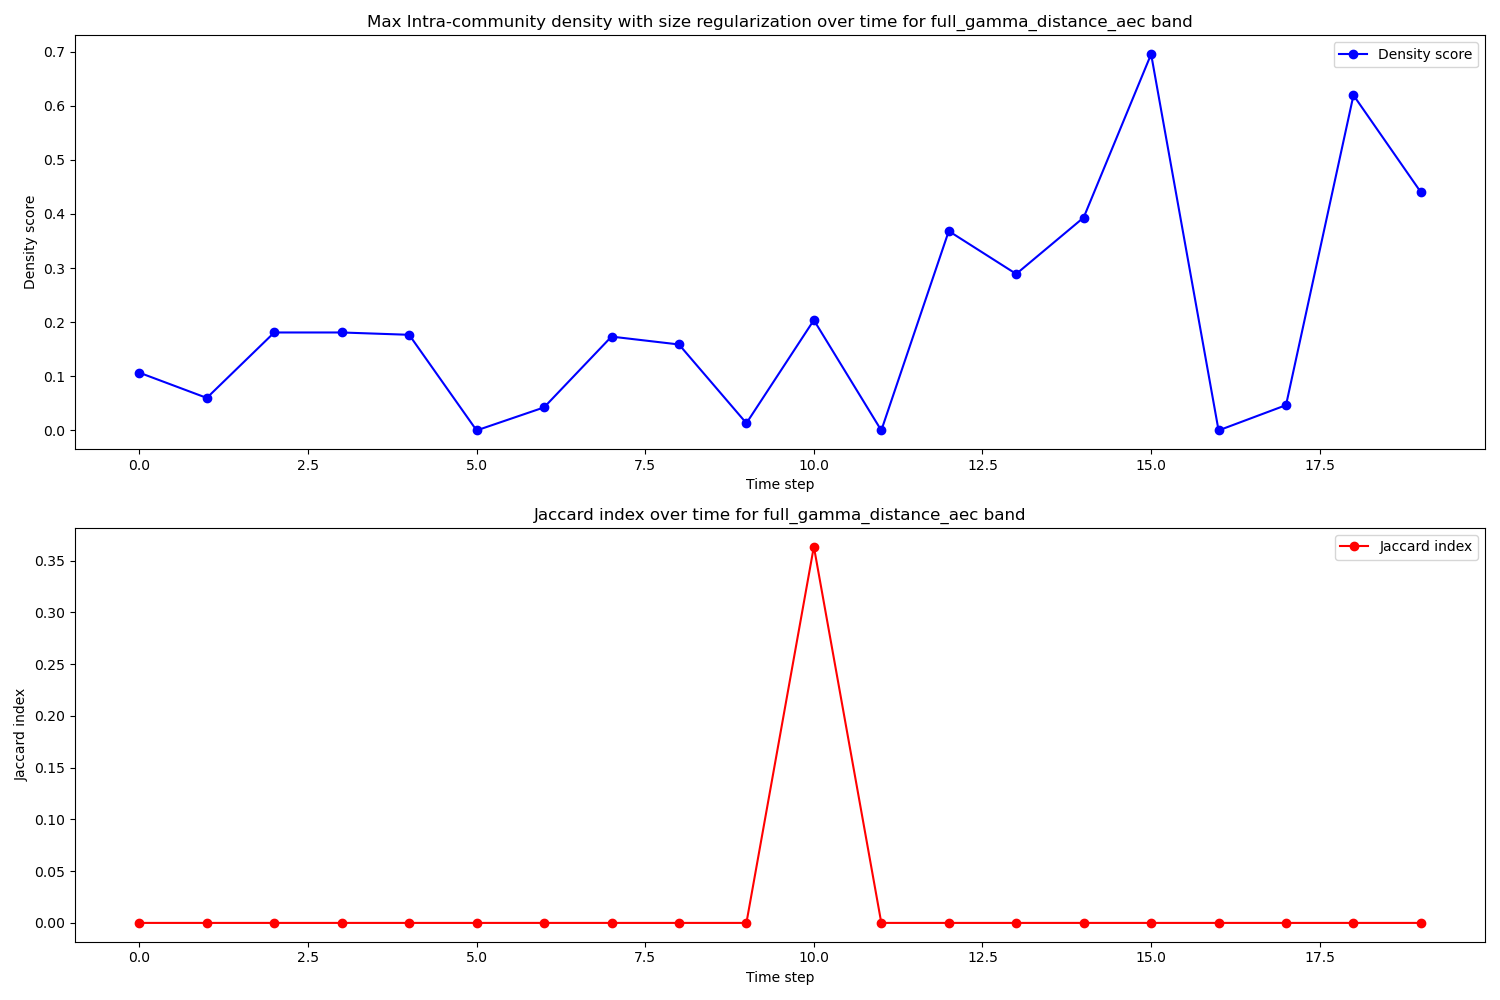 Max Intra-community density with size regularization over time for full_gamma_distance_aec band
Density score
0.7
0.6
0.5
0.4
0.3
0.2
0.1
0.0
Density score
0.0 2.5 5.0 7.5 10.0 12.5 15.0 17.5
Time step
Jaccard index over time for full_gamma_distance_aec band
Jaccard index
0.35
0.30
0.25
0.20
0.15
0.10
0.05
0.00
Jaccard index
0.0 2.5 5.0 7.5 10.0 12.5 15.0 17.5
Time step